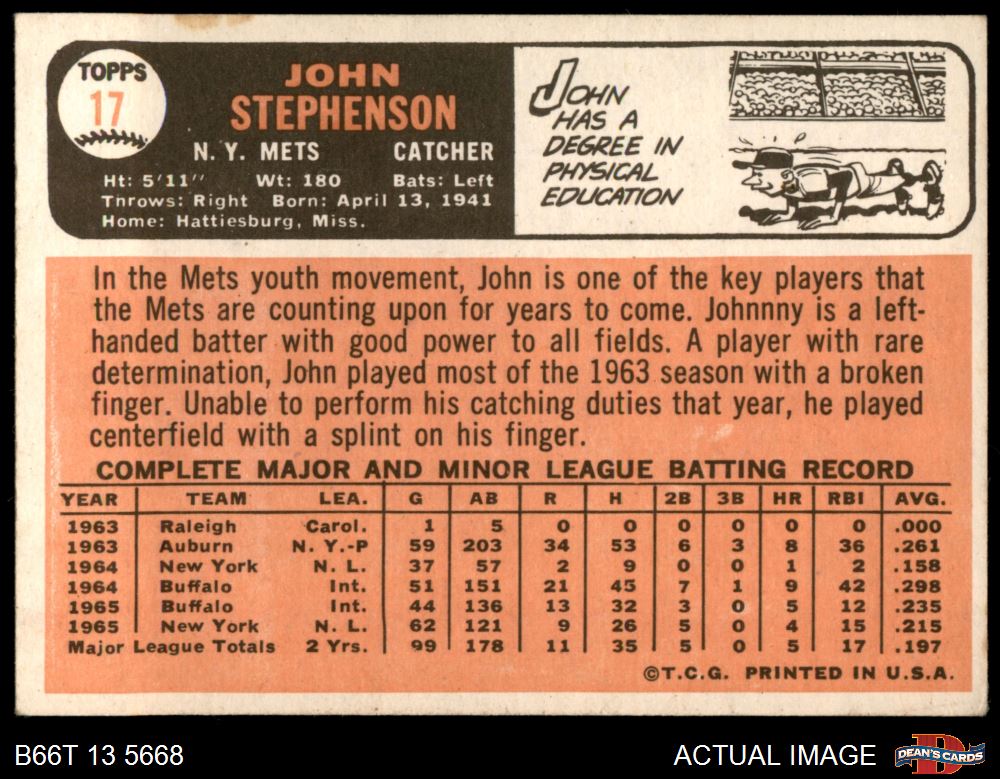 TOPPS
17
JOHN
STEPHENSON
N. Y. METS CATCHER
Ht: 5'11" Wt: 180 Bats: Left
Throws: Right Born: April 13, 1941
Home: Hattiesburg, Miss.
JOHN
HAS A
DEGREE IN
PHYSICAL
EDUCATION
In the Mets youth movement, John is one of the key players that
the Mets are counting upon for years to come. Johnnny is a left-
handed batter with good power to all fields. A player with rare
determination, John played most of the 1963 season with a broken
finger. Unable to perform his catching duties that year, he played
centerfield with a splint on his finger.
COMPLETE MAJOR AND MINOR LEAGUE BATTING RECORD
YEAR TEAM LEA. G AB R H 2B 3B HR RBI AVG.
1963 Raleigh Carol. 1 5 0 0 0 0 0 0 .000
1963 Auburn N. Y.-P 59 203 34 53 6 3 8 36 .261
1964 New York N. L. 37 57 2 9 0 0 1 2 .158
1964 Buffalo Int. 51 151 21 45 7 1 9 42 .298
1965 Buffalo Int. 44 136 13 32 3 0 5 12 .235
1965 New York N. L. 62 121 9 26 5 0 4 15 .215
Major League Totals 2 Yrs. 99 178 11 35 5 0 5 17 .197
©T.C.G. PRINTED IN U.S.A.
B66T 13 5668
ACTUAL IMAGE
DEAN'S CARDS